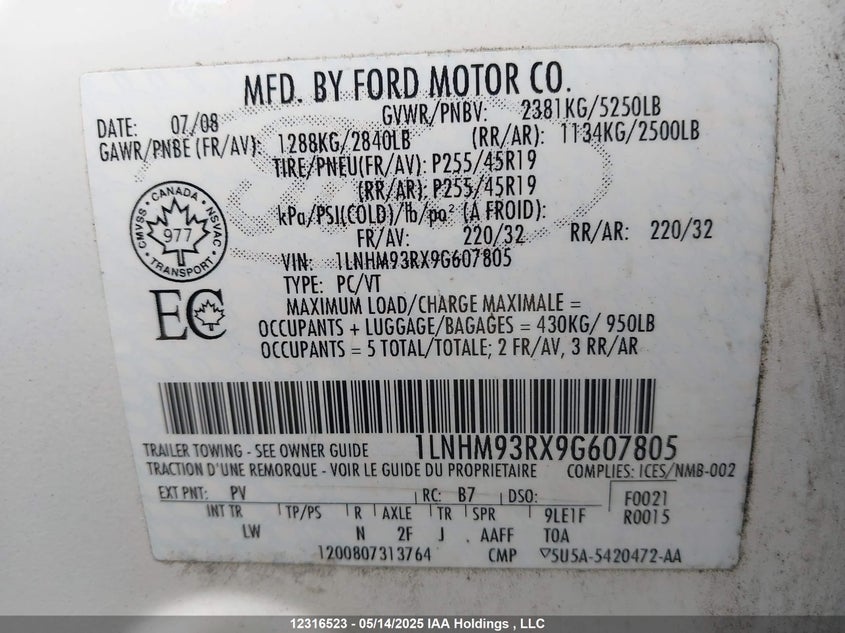 MFD. BY FORD MOTOR CO.
DATE: 07/08 GVWR/PNBV: 2381KG/5250LB
GAWR/PNBE (FR/AV): 1288KG/2840LB (RR/AR): 1134KG/2500LB
TIRE/PNEU(FR/AV): P255/45R19
(RR/AR): P255/45R19
kPa/PSI(COLD)/lb/po² (A FROID):
FR/AV: 220/32 RR/AR: 220/32
CMVSS · CANADA · NSVAC
977
TRANSPORT
VIN: 1LNHM93RX9G607805
TYPE: PC/VT
EC
MAXIMUM LOAD/CHARGE MAXIMALE =
OCCUPANTS + LUGGAGE/BAGAGES = 430KG/ 950LB
OCCUPANTS = 5 TOTAL/TOTALE; 2 FR/AV, 3 RR/AR
TRAILER TOWING - SEE OWNER GUIDE 1LNHM93RX9G607805
TRACTION D'UNE REMORQUE - VOIR LE GUIDE DU PROPRIETAIRE COMPLIES: ICES/NMB-002
EXT PNT: PV RC: B7 DSO: F0021
INT TR TP/PS R AXLE TR SPR 9LE1F R0015
LW N 2F J AAFF TOA
1200807313764 CMP ▽5U5A-5420472-AA
12316523 - 05/14/2025 IAA Holdings , LLC